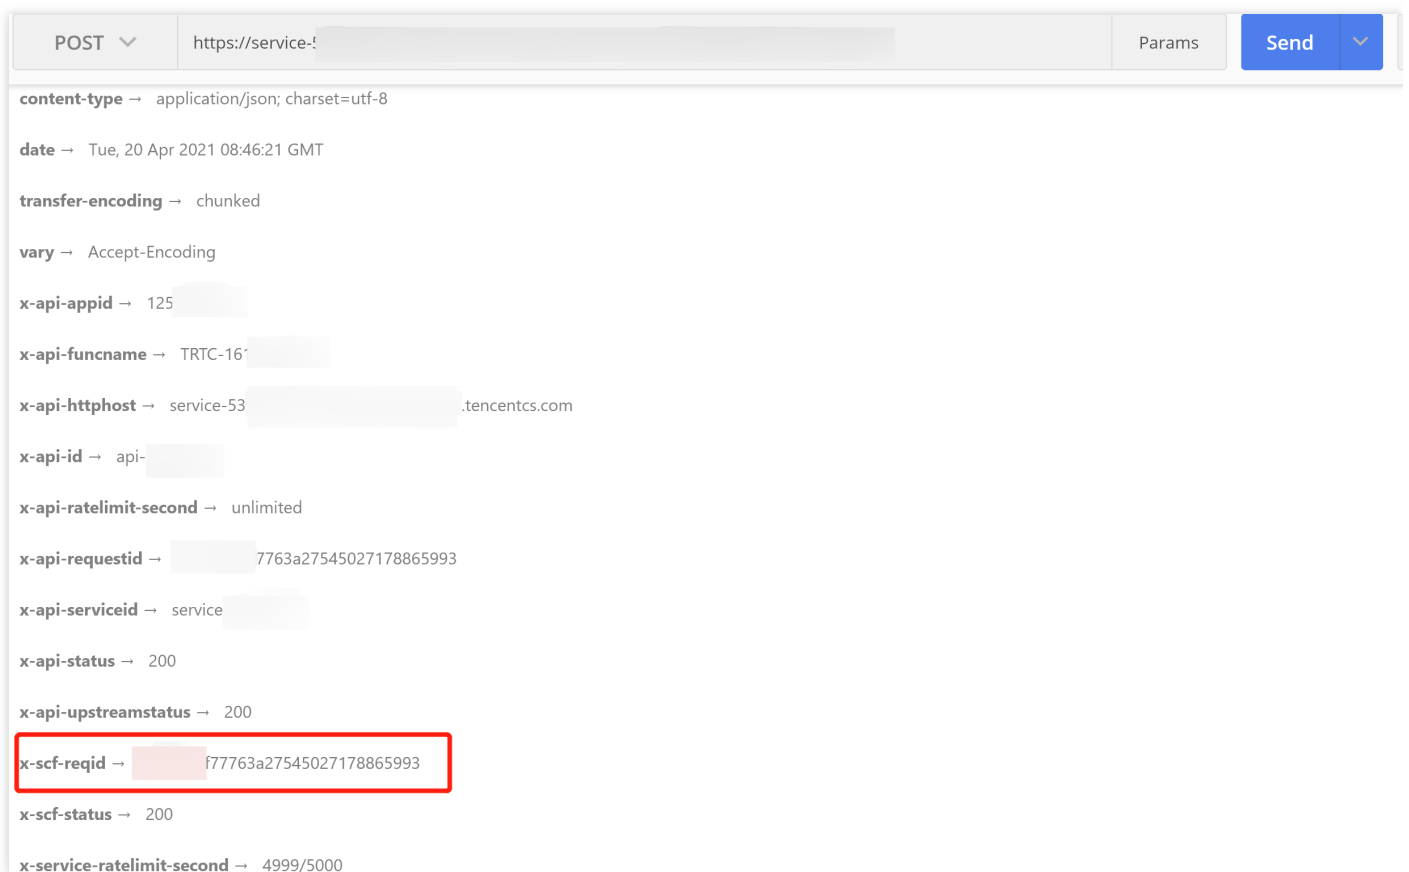 POST https://service- Params Send
content-type → application/json; charset=utf-8
date → Tue, 20 Apr 2021 08:46:21 GMT
transfer-encoding → chunked
vary → Accept-Encoding
x-api-appid → 125
x-api-funcname → TRTC-161
x-api-httphost → service-53 .tencentcs.com
x-api-id → api-
x-api-ratelimit-second → unlimited
x-api-requestid → 7763a27545027178865993
x-api-serviceid → service
x-api-status → 200
x-api-upstreamstatus → 200
x-scf-reqid → f77763a27545027178865993
x-scf-status → 200
x-service-ratelimit-second → 4999/5000